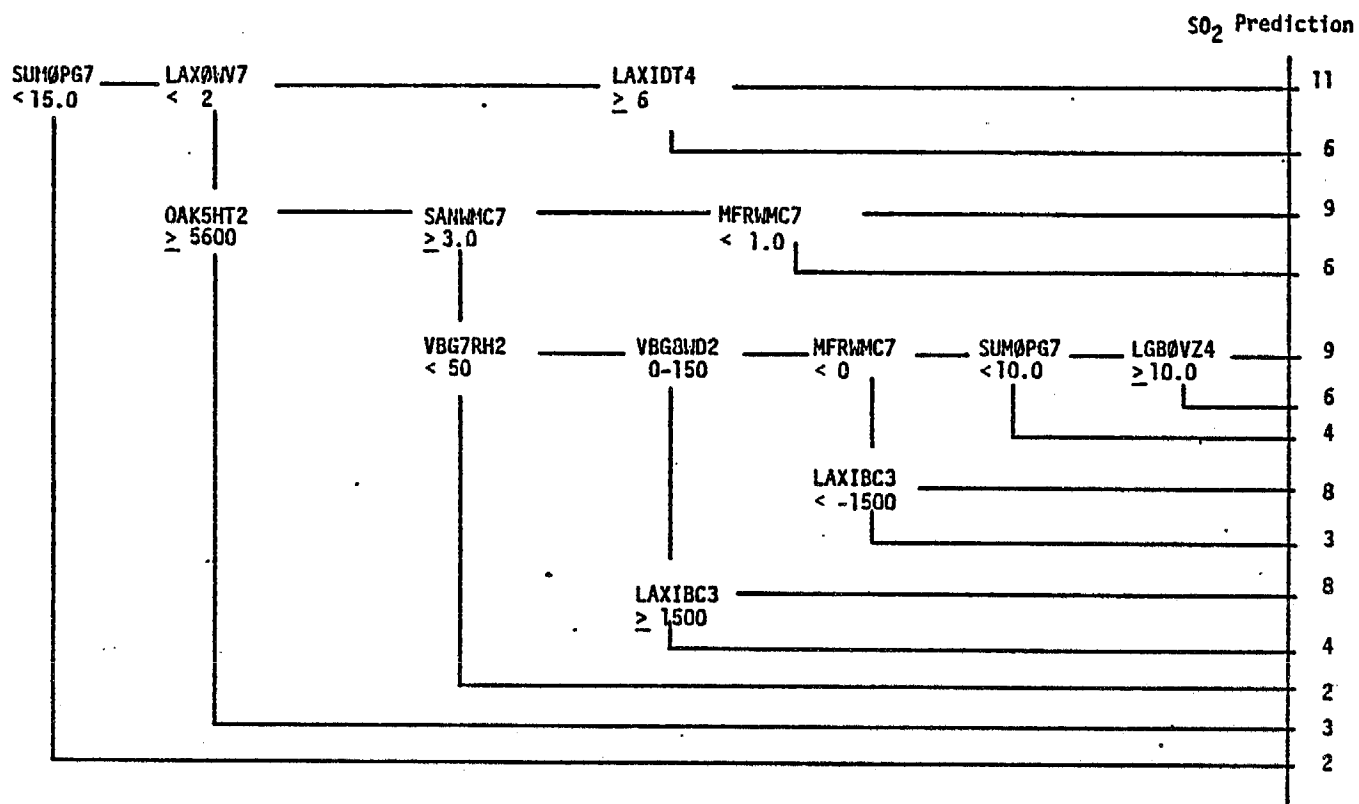 SO2 Prediction
SUMØPG7 LAXØWV7 LAXIDT4 11
<15.0 < 2 ≥ 6
6
OAK5HT2 SANWMC7 MFRWMC7 9
≥ 5600 ≥3.0 < 1.0
6
VBG7RH2 VBG8WD2 MFRWMC7 SUMØPG7 LGBØVZ4 9
< 50 0-150 < 0 <10.0 ≥10.0
6
4
LAXIBC3 8
< -1500
3
LAXIBC3 8
≥ 1500
4
2
3
2